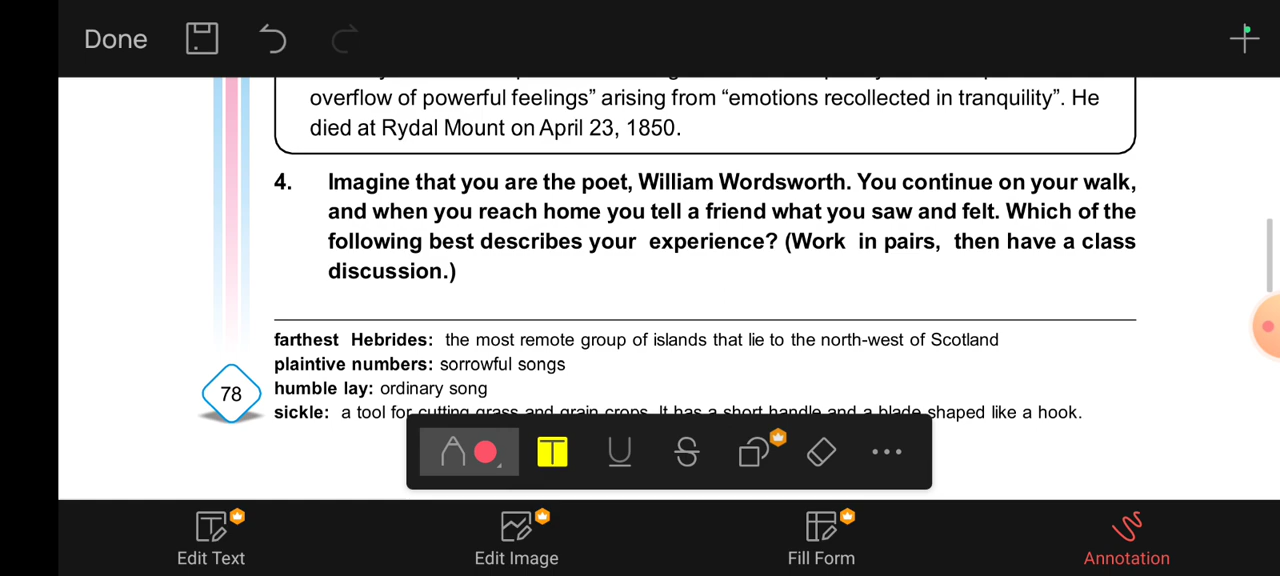 Done
overflow of powerful feelings” arising from “emotions recollected in tranquility”. He
died at Rydal Mount on April 23, 1850.
4. Imagine that you are the poet, William Wordsworth. You continue on your walk,
and when you reach home you tell a friend what you saw and felt. Which of the
following best describes your experience? (Work in pairs, then have a class
discussion.)
farthest Hebrides: the most remote group of islands that lie to the north-west of Scotland
plaintive numbers: sorrowful songs
78
humble lay: ordinary song
sickle: a tool for cutting grass and grain crops. It has a short handle and a blade shaped like a hook.
Edit Text
Edit Image
Fill Form
Annotation